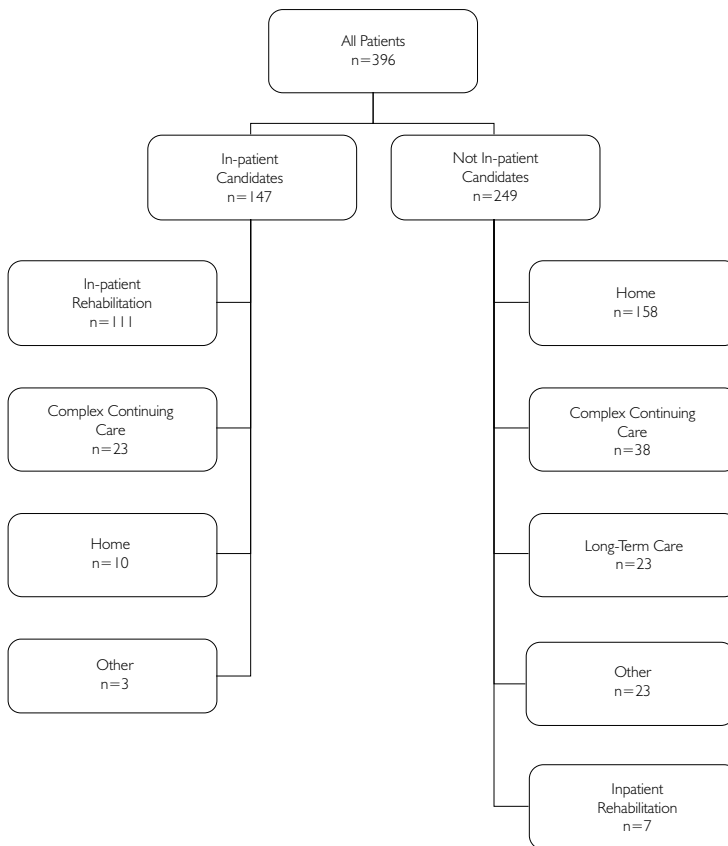 All Patients
n=396
In-patient
Candidates
n=147
Not In-patient
Candidates
n=249
In-patient
Rehabilitation
n=111
Complex Continuing
Care
n=23
Home
n=10
Other
n=3
Home
n=158
Complex Continuing
Care
n=38
Long-Term Care
n=23
Other
n=23
Inpatient
Rehabilitation
n=7